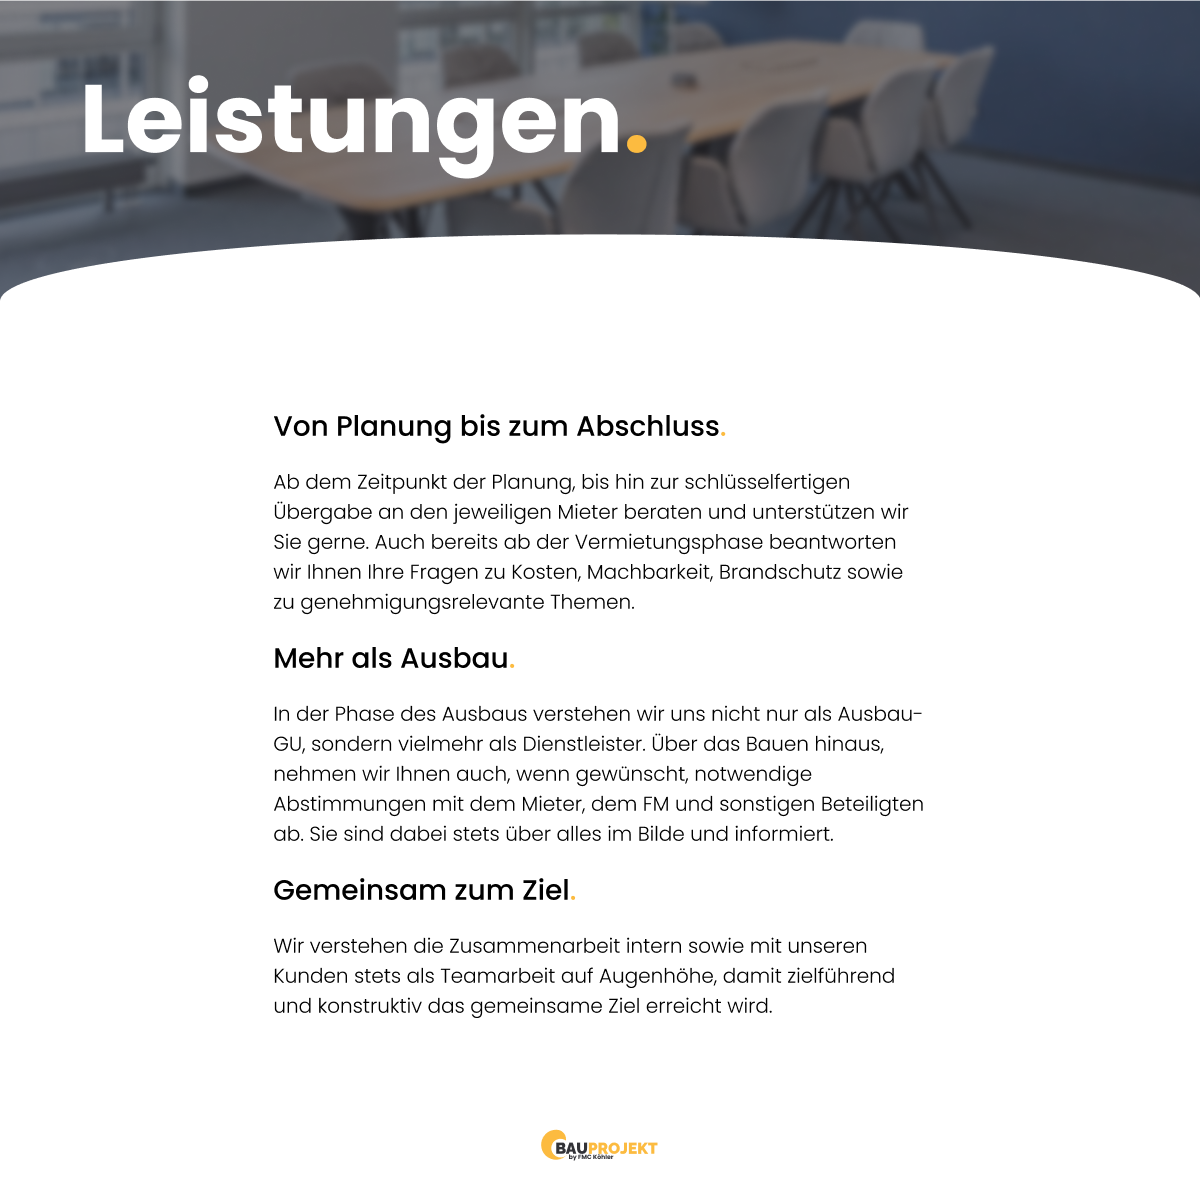 Leistungen.
Von Planung bis zum Abschluss.
Ab dem Zeitpunkt der Planung, bis hin zur schlüsselfertigen
Übergabe an den jeweiligen Mieter beraten und unterstützen wir
Sie gerne. Auch bereits ab der Vermietungsphase beantworten
wir Ihnen Ihre Fragen zu Kosten, Machbarkeit, Brandschutz sowie
zu genehmigungsrelevante Themen.
Mehr als Ausbau.
In der Phase des Ausbaus verstehen wir uns nicht nur als Ausbau-
GU, sondern vielmehr als Dienstleister. Über das Bauen hinaus,
nehmen wir Ihnen auch, wenn gewünscht, notwendige
Abstimmungen mit dem Mieter, dem FM und sonstigen Beteiligten
ab. Sie sind dabei stets über alles im Bilde und informiert.
Gemeinsam zum Ziel.
Wir verstehen die Zusammenarbeit intern sowie mit unseren
Kunden stets als Teamarbeit auf Augenhöhe, damit zielführend
und konstruktiv das gemeinsame Ziel erreicht wird.
BAUPROJEKT
by FMC Köhler